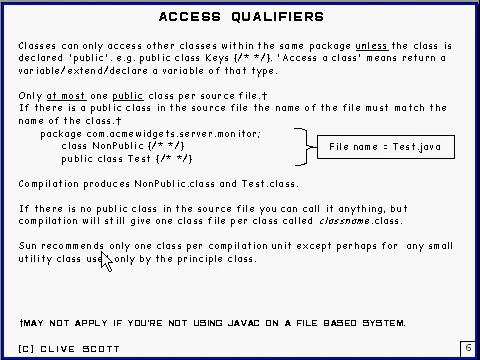 ACCESS QUALIFIERS
Classes can only access other classes within the same package unless the class is
declared 'public'. e.g. public class Keys {/* */}. 'Access a class' means return a
variable/extend/declare a variable of that type.
Only at most one public class per source file.†
If there is a public class in the source file the name of the file must match the
name of the class.†
package com.acmewidgets.server.monitor;
class NonPublic {/* */}
public class Test {/* */}
File name = Test.java
Compilation produces NonPublic.class and Test.class.
If there is no public class in the source file you can call it anything, but
compilation will still give one class file per class called classname.class.
Sun recommends only one class per compilation unit except perhaps for any small
utility class used only by the principle class.
†MAY NOT APPLY IF YOU'RE NOT USING JAVAC ON A FILE BASED SYSTEM.
[C] CLIVE SCOTT
6